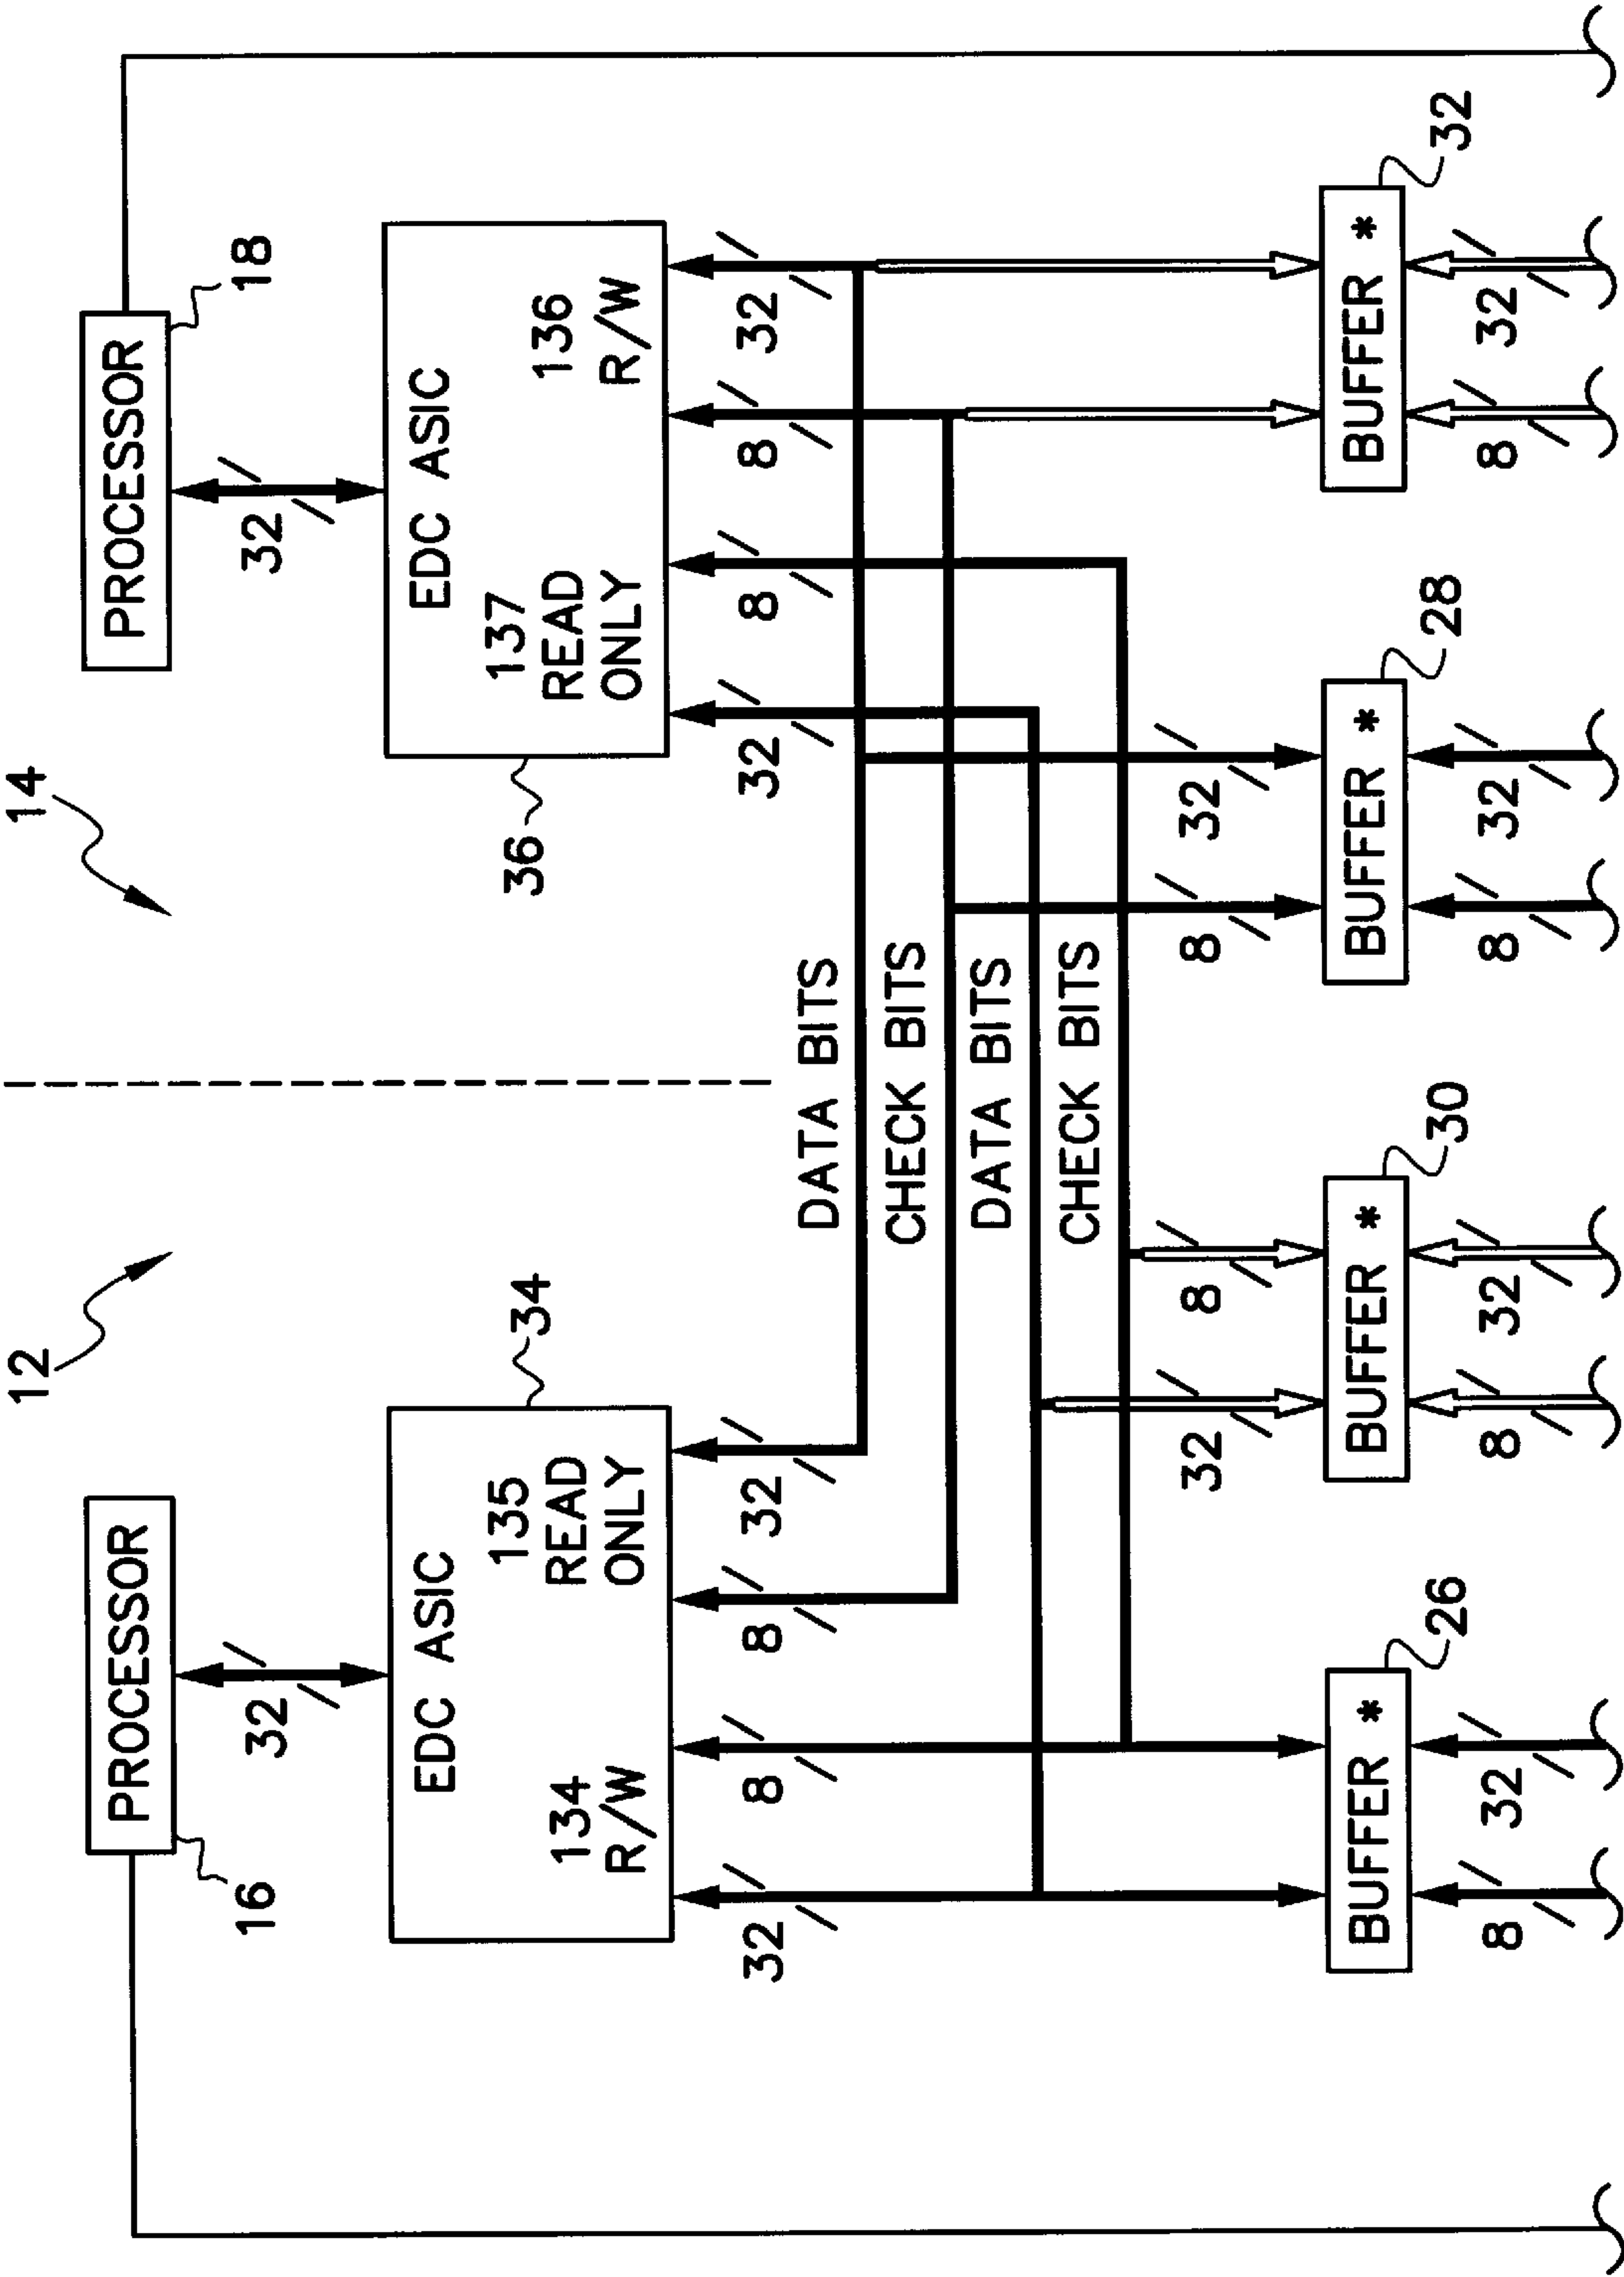 12
14
PROCESSOR
16
PROCESSOR
18
32
32
EDC ASIC
34
134
R/W
135
READ
ONLY
EDC ASIC
36
137
READ
ONLY
136
R/W
32
8
8
32
32
8
8
32
DATA BITS
CHECK BITS
DATA BITS
CHECK BITS
32
8
8
32
BUFFER *
26
BUFFER *
30
BUFFER *
28
BUFFER *
32
8
32
8
32
8
32
8
32